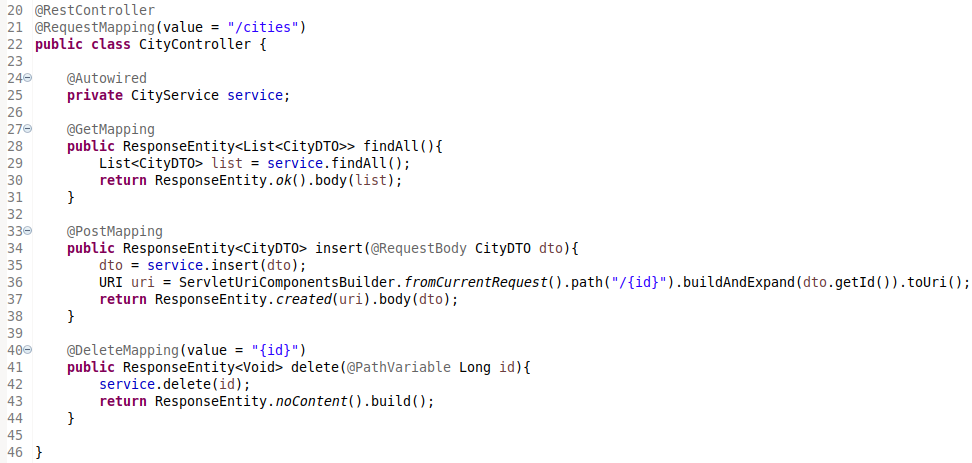 20 @RestController
21 @RequestMapping(value = "/cities")
22 public class CityController {
23
24 @Autowired
25 private CityService service;
26
27 @GetMapping
28 public ResponseEntity<List<CityDTO>> findAll(){
29 List<CityDTO> list = service.findAll();
30 return ResponseEntity.ok().body(list);
31 }
32
33 @PostMapping
34 public ResponseEntity<CityDTO> insert(@RequestBody CityDTO dto){
35 dto = service.insert(dto);
36 URI uri = ServletUriComponentsBuilder.fromCurrentRequest().path("/{id}").buildAndExpand(dto.getId()).toUri();
37 return ResponseEntity.created(uri).body(dto);
38 }
39
40 @DeleteMapping(value = "{id}")
41 public ResponseEntity<Void> delete(@PathVariable Long id){
42 service.delete(id);
43 return ResponseEntity.noContent().build();
44 }
45
46 }